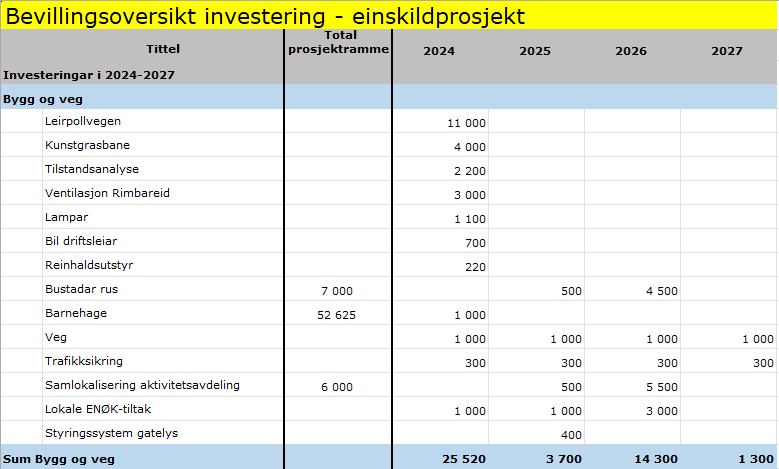 Bevillingsoversikt investering - einskildprosjekt
Tittel Total prosjektramme 2024 2025 2026 2027
Investeringar i 2024-2027
Bygg og veg
Leirpollvegen 11 000
Kunstgrasbane 4 000
Tilstandsanalyse 2 200
Ventilasjon Rimbareid 3 000
Lampar 1 100
Bil driftsleiar 700
Reinhaldsutstyr 220
Bustadar rus 7 000 500 4 500
Barnehage 52 625 1 000
Veg 1 000 1 000 1 000 1 000
Trafikksikring 300 300 300 300
Samlokalisering aktivitetsavdeling 6 000 500 5 500
Lokale ENØK-tiltak 1 000 1 000 3 000
Styringssystem gatelys 400
Sum Bygg og veg 25 520 3 700 14 300 1 300